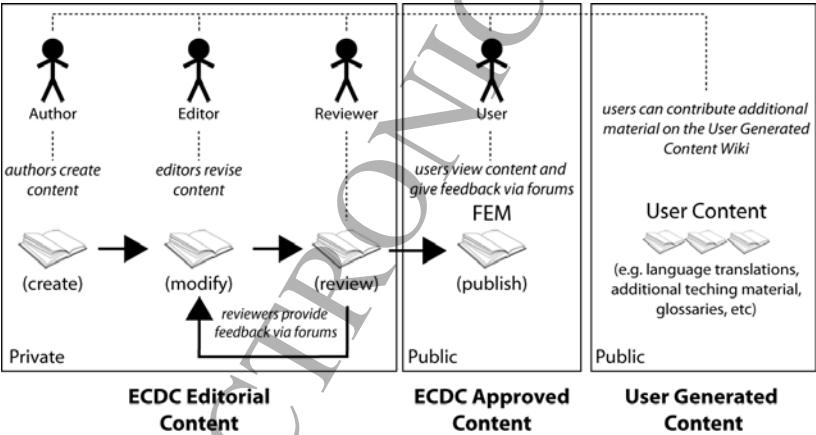 Author
Editor
Reviewer
User
authors create
content
editors revise
content
users view content and
give feedback via forums
users can contribute additional
material on the User Generated
Content Wiki
FEM
User Content
(create)
(modify)
(review)
(publish)
(e.g. language translations,
additional teching material,
glossaries, etc)
reviewers provide
feedback via forums
Private
Public
Public
ECDC Editorial
Content
ECDC Approved
Content
User Generated
Content
CTRONIC